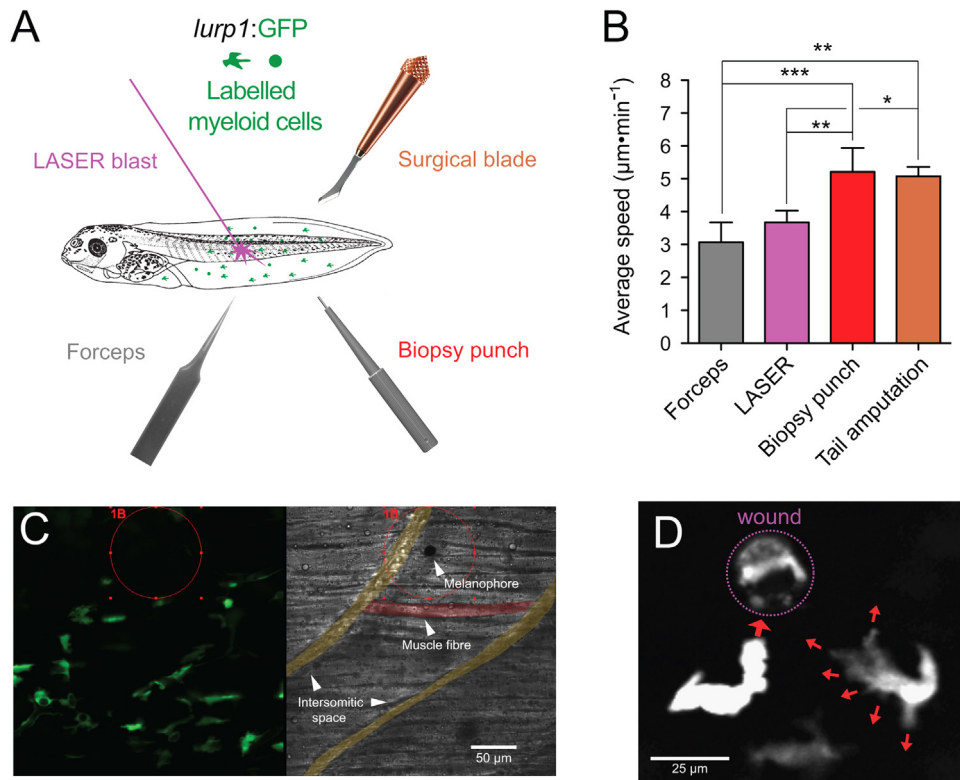 A
lurp1:GFP
Labelled
myeloid cells
LASER blast
Surgical blade
Forceps
Biopsy punch
B
**
***
*
**
Average speed (µm•min⁻¹)
8
7
6
5
4
3
2
1
0
Forceps
LASER
Biopsy punch
Tail amputation
C
1B
1B
Melanophore
Muscle fibre
Intersomitic
space
50 µm
D
wound
25 µm